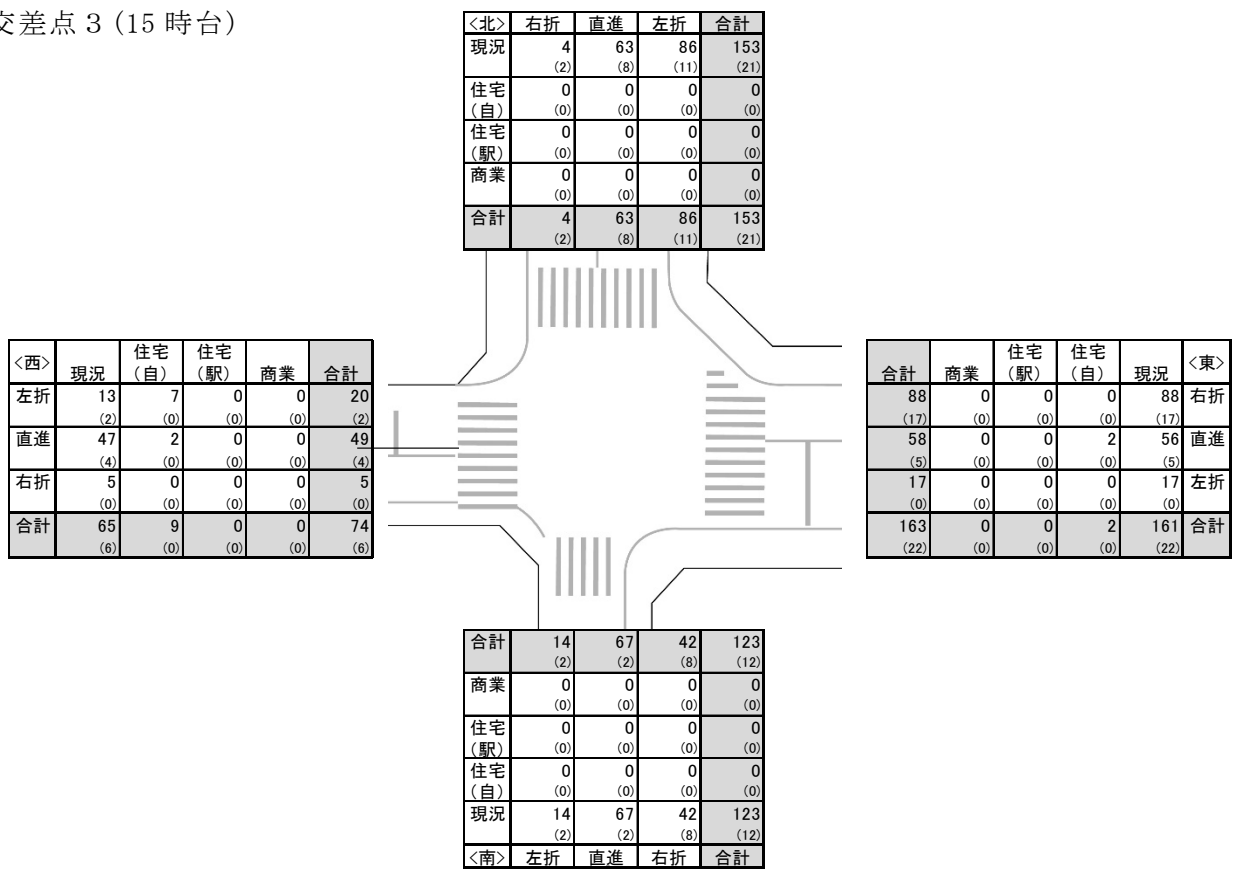 交差点 3 (15 時台)
<北> 右折 直進 左折 合計
現況 4 63 86 153
(2) (8) (11) (21)
住宅 0 0 0 0
(自) (0) (0) (0) (0)
住宅 0 0 0 0
(駅) (0) (0) (0) (0)
商業 0 0 0 0
(0) (0) (0) (0)
合計 4 63 86 153
(2) (8) (11) (21)
<西> 現況 住宅(自) 住宅(駅) 商業 合計
左折 13 7 0 0 20
(2) (0) (0) (0) (2)
直進 47 2 0 0 49
(4) (0) (0) (0) (4)
右折 5 0 0 0 5
(0) (0) (0) (0) (0)
合計 65 9 0 0 74
(6) (0) (0) (0) (6)
合計 商業 住宅(駅) 住宅(自) 現況 <東>
88 0 0 0 88 右折
(17) (0) (0) (0) (17)
58 0 0 2 56 直進
(5) (0) (0) (0) (5)
17 0 0 0 17 左折
(0) (0) (0) (0) (0)
163 0 0 2 161 合計
(22) (0) (0) (0) (22)
合計 14 67 42 123
(2) (2) (8) (12)
商業 0 0 0 0
(0) (0) (0) (0)
住宅 0 0 0 0
(駅) (0) (0) (0) (0)
住宅 0 0 0 0
(自) (0) (0) (0) (0)
現況 14 67 42 123
(2) (2) (8) (12)
<南> 左折 直進 右折 合計